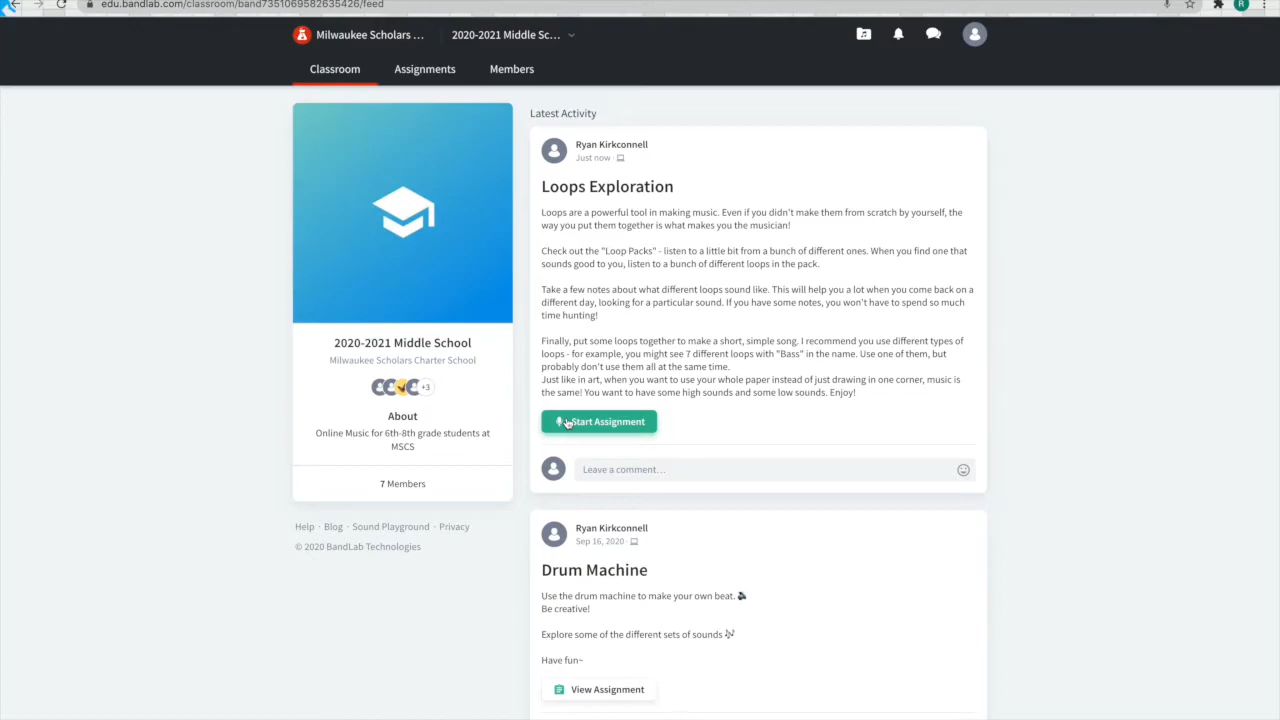 edu.bandlab.com/classroom/band7351069582635426/feed
R
Milwaukee Scholars ...
2020-2021 Middle Sc...
Classroom
Assignments
Members
2020-2021 Middle School
Milwaukee Scholars Charter School
+3
About
Online Music for 6th-8th grade students at
MSCS
7 Members
Help · Blog · Sound Playground · Privacy
© 2020 BandLab Technologies
Latest Activity
Ryan Kirkconnell
Just now ·
Loops Exploration
Loops are a powerful tool in making music. Even if you didn't make them from scratch by yourself, the
way you put them together is what makes you the musician!
Check out the "Loop Packs" - listen to a little bit from a bunch of different ones. When you find one that
sounds good to you, listen to a bunch of different loops in the pack.
Take a few notes about what different loops sound like. This will help you a lot when you come back on a
different day, looking for a particular sound. If you have some notes, you won't have to spend so much
time hunting!
Finally, put some loops together to make a short, simple song. I recommend you use different types of
loops - for example, you might see 7 different loops with "Bass" in the name. Use one of them, but
probably don't use them all at the same time.
Just like in art, when you want to use your whole paper instead of just drawing in one corner, music is
the same! You want to have some high sounds and some low sounds. Enjoy!
Start Assignment
Leave a comment...
Ryan Kirkconnell
Sep 16, 2020 ·
Drum Machine
Use the drum machine to make your own beat. 🔈
Be creative!
Explore some of the different sets of sounds 🎶
Have fun~
View Assignment